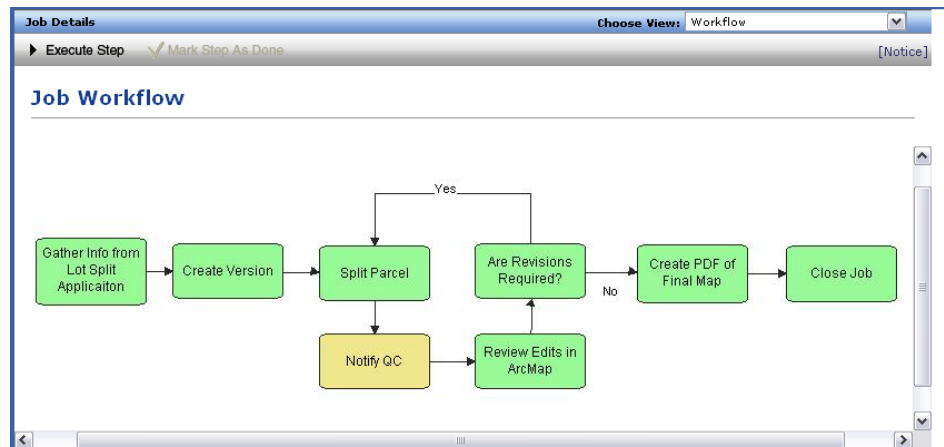 Job Details
Choose View: Workflow
Execute Step Mark Step As Done
[Notice]
Job Workflow
Yes
Gather Info from
Lot Split
Applicaiton
Create Version
Split Parcel
Are Revisions
Required?
No
Create PDF of
Final Map
Close Job
Notify QC
Review Edits in
ArcMap